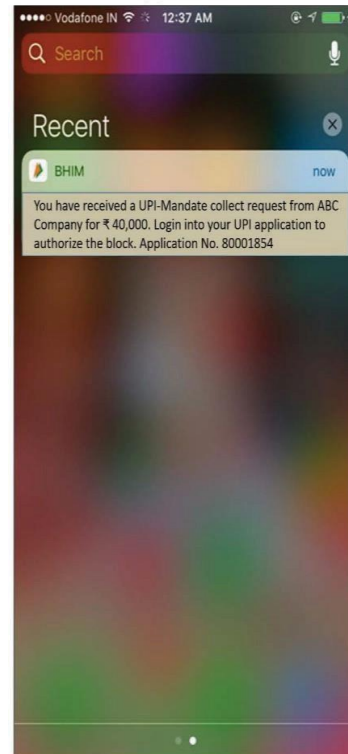 Vodafone IN 12:37 AM
Search
Recent
BHIM now
You have received a UPI-Mandate collect request from ABC
Company for ₹ 40,000. Login into your UPI application to
authorize the block. Application No. 80001854